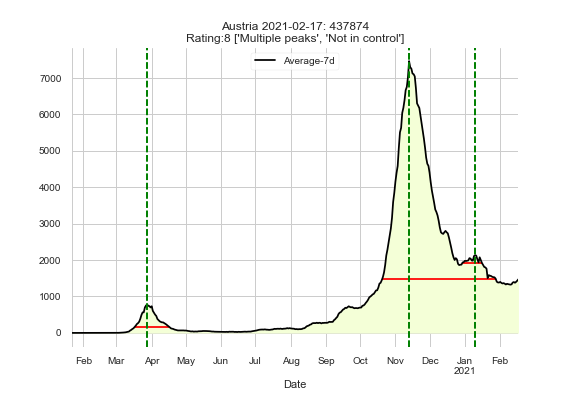 Austria 2021-02-17: 437874
Rating:8 ['Multiple peaks', 'Not in control']
Average-7d
7000
6000
5000
4000
3000
2000
1000
0
Feb Mar Apr May Jun Jul Aug Sep Oct Nov Dec Jan Feb
2021
Date